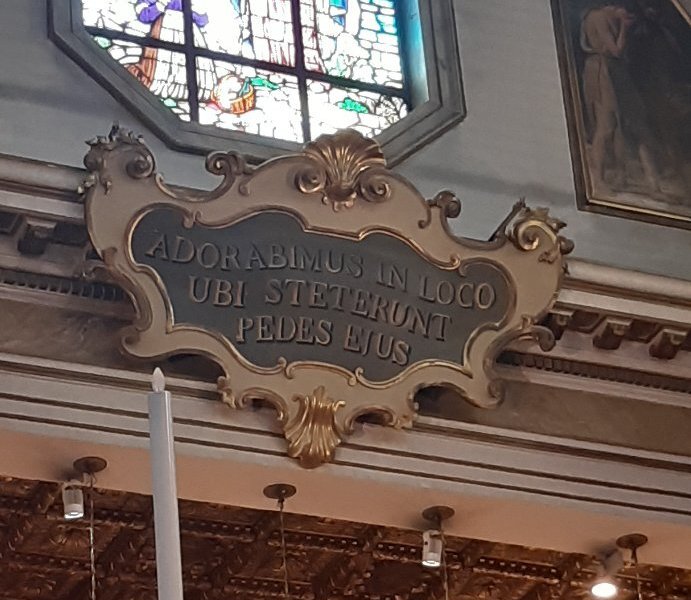 ADORABIMUS IN LOCO
UBI STETERUNT
PEDES EJUS